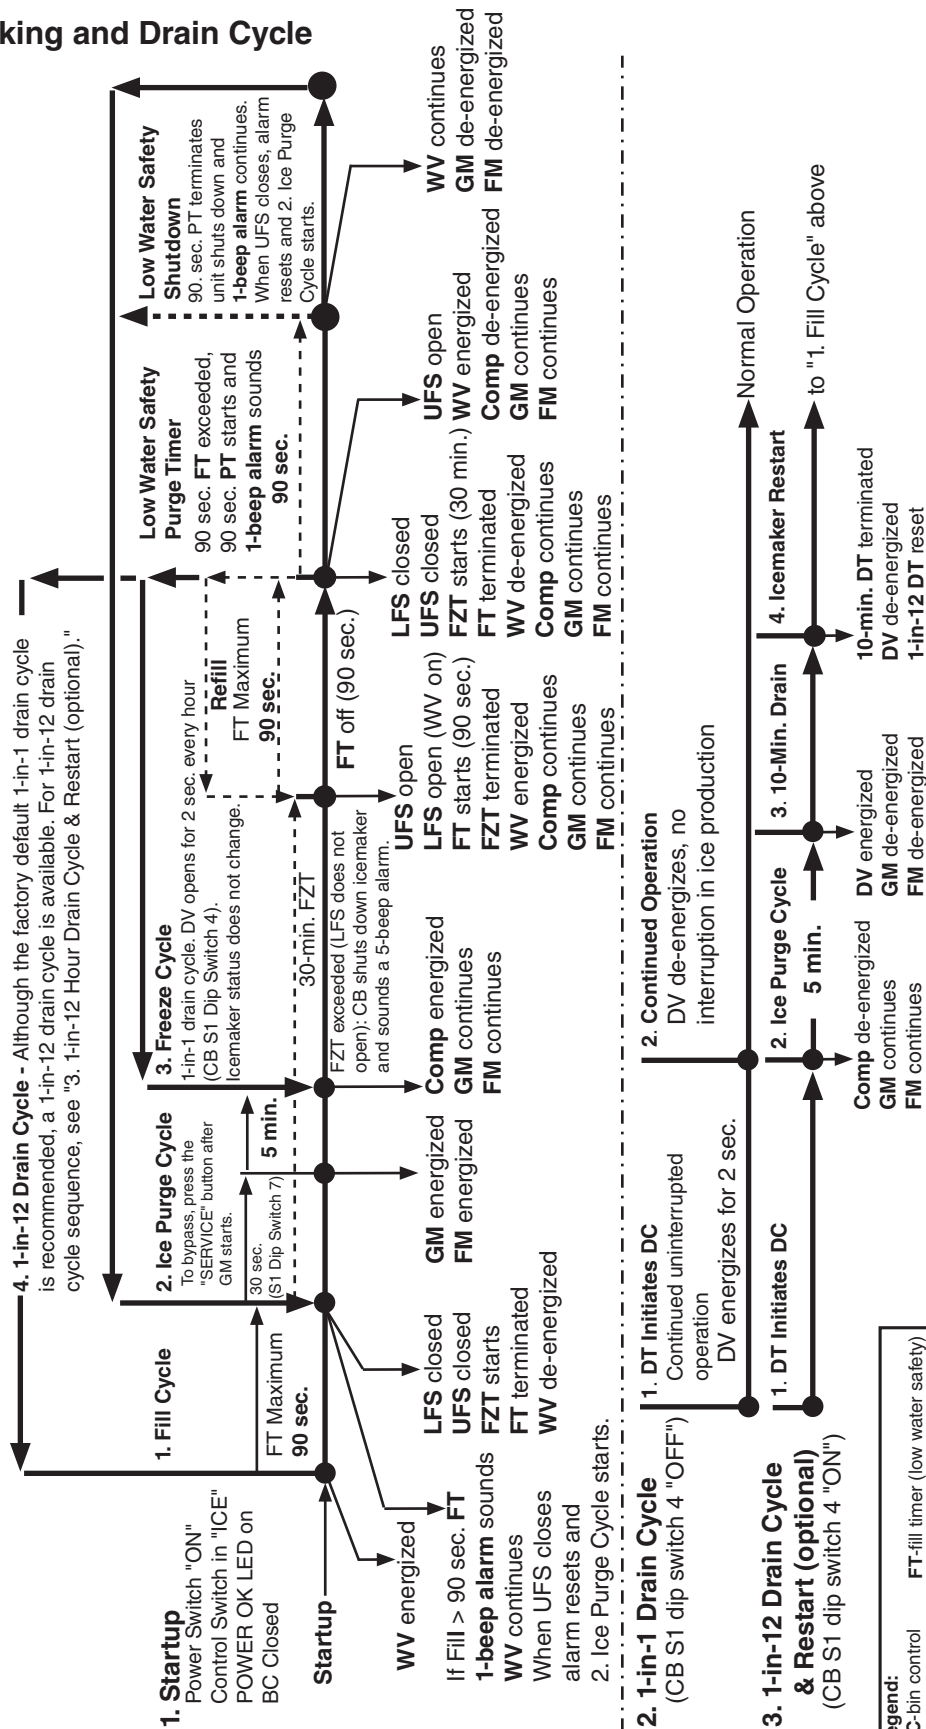 king and Drain Cycle
4. 1-in-12 Drain Cycle - Although the factory default 1-in-1 drain cycle
is recommended, a 1-in-12 drain cycle is available. For 1-in-12 drain
cycle sequence, see "3. 1-in-12 Hour Drain Cycle & Restart (optional)."
1. Startup
Power Switch "ON"
Control Switch in "ICE"
POWER OK LED on
BC Closed
Startup
1. Fill Cycle
FT Maximum
90 sec.
2. Ice Purge Cycle
To bypass, press the
"SERVICE" button after
GM starts.
30 sec.
(S1 Dip Switch 7)
5 min.
3. Freeze Cycle
1-in-1 drain cycle. DV opens for 2 sec. every hour
(CB S1 Dip Switch 4).
Icemaker status does not change.
30-min. FZT
FZT exceeded (LFS does not
open): CB shuts down icemaker
and sounds a 5-beep alarm.
Refill
FT Maximum
90 sec.
FT off (90 sec.)
Low Water Safety
Purge Timer
90 sec. FT exceeded,
90 sec. PT starts and
1-beep alarm sounds
90 sec.
Low Water Safety
Shutdown
90. sec. PT terminates
unit shuts down and
1-beep alarm continues.
When UFS closes, alarm
resets and 2. Ice Purge
Cycle starts.
WV energized
If Fill > 90 sec. FT
1-beep alarm sounds
WV continues
When UFS closes
alarm resets and
2. Ice Purge Cycle starts.
LFS closed
UFS closed
FZT starts
FT terminated
WV de-energized
GM energized
FM energized
Comp energized
GM continues
FM continues
UFS open
LFS open (WV on)
FT starts (90 sec.)
FZT terminated
WV energized
Comp continues
GM continues
FM continues
LFS closed
UFS closed
FZT starts (30 min.)
FT terminated
WV de-energized
Comp continues
GM continues
FM continues
UFS open
WV energized
Comp de-energized
GM continues
FM continues
WV continues
GM de-energized
FM de-energized
2. 1-in-1 Drain Cycle
(CB S1 dip switch 4 "OFF")
1. DT Initiates DC
Continued uninterrupted
operation
DV energizes for 2 sec.
2. Continued Operation
DV de-energizes, no
interruption in ice production
Normal Operation
3. 1-in-12 Drain Cycle
& Restart (optional)
(CB S1 dip switch 4 "ON")
1. DT Initiates DC
2. Ice Purge Cycle
5 min.
3. 10-Min. Drain
4. Icemaker Restart
to "1. Fill Cycle" above
Comp de-energized
GM continues
FM continues
DV energized
GM de-energized
FM de-energized
10-min. DT terminated
DV de-energized
1-in-12 DT reset
egend:
C-bin control
FT-fill timer (low water safety)